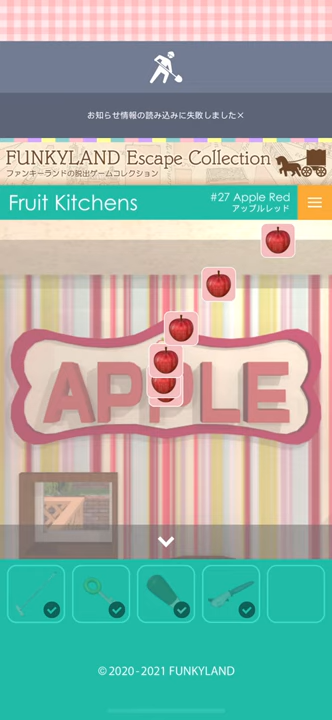 お知らせ情報の読み込みに失敗しました×
FUNKYLAND Escape Collection
ファンキーランドの脱出ゲームコレクション
Fruit Kitchens
#27 Apple Red
アップルレッド
APPLE
©2020-2021 FUNKYLAND